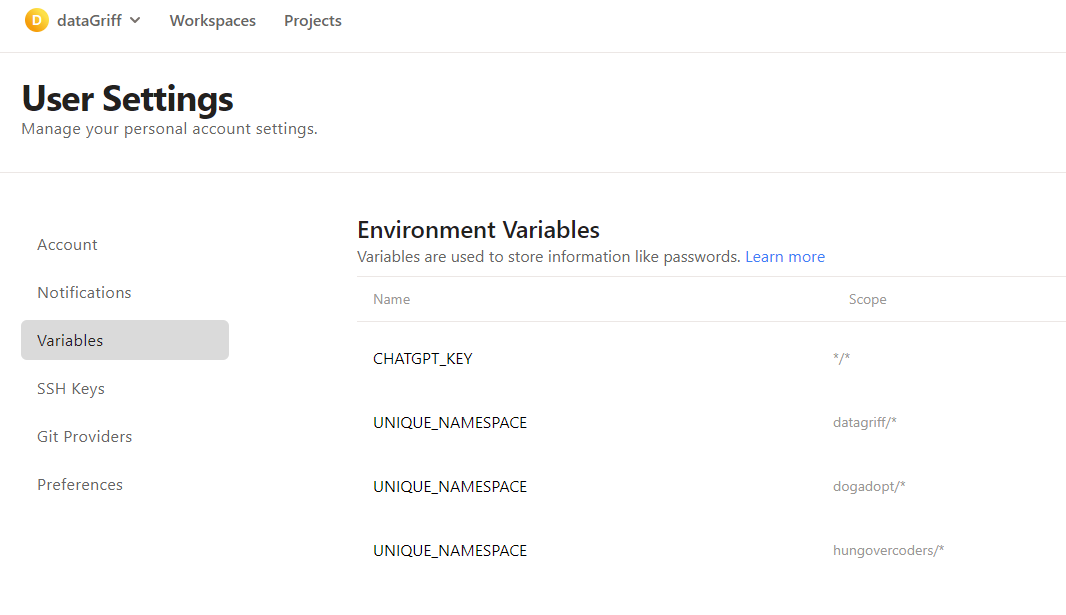 D dataGriff Workspaces Projects
User Settings
Manage your personal account settings.
Account
Notifications
Variables
SSH Keys
Git Providers
Preferences
Environment Variables
Variables are used to store information like passwords. Learn more
Name Scope
CHATGPT_KEY */*
UNIQUE_NAMESPACE datagriff/*
UNIQUE_NAMESPACE dogadopt/*
UNIQUE_NAMESPACE hungovercoders/*